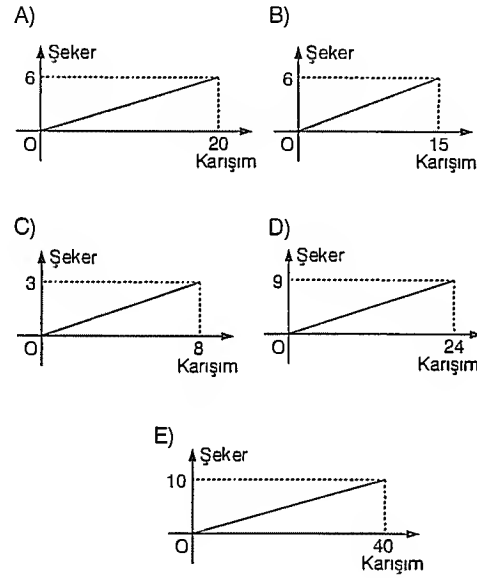 A)
Şeker
6
O
20
Karışım
B)
Şeker
6
O
15
Karışım
C)
Şeker
3
O
8
Karışım
D)
Şeker
9
O
24
Karışım
E)
Şeker
10
O
40
Karışım